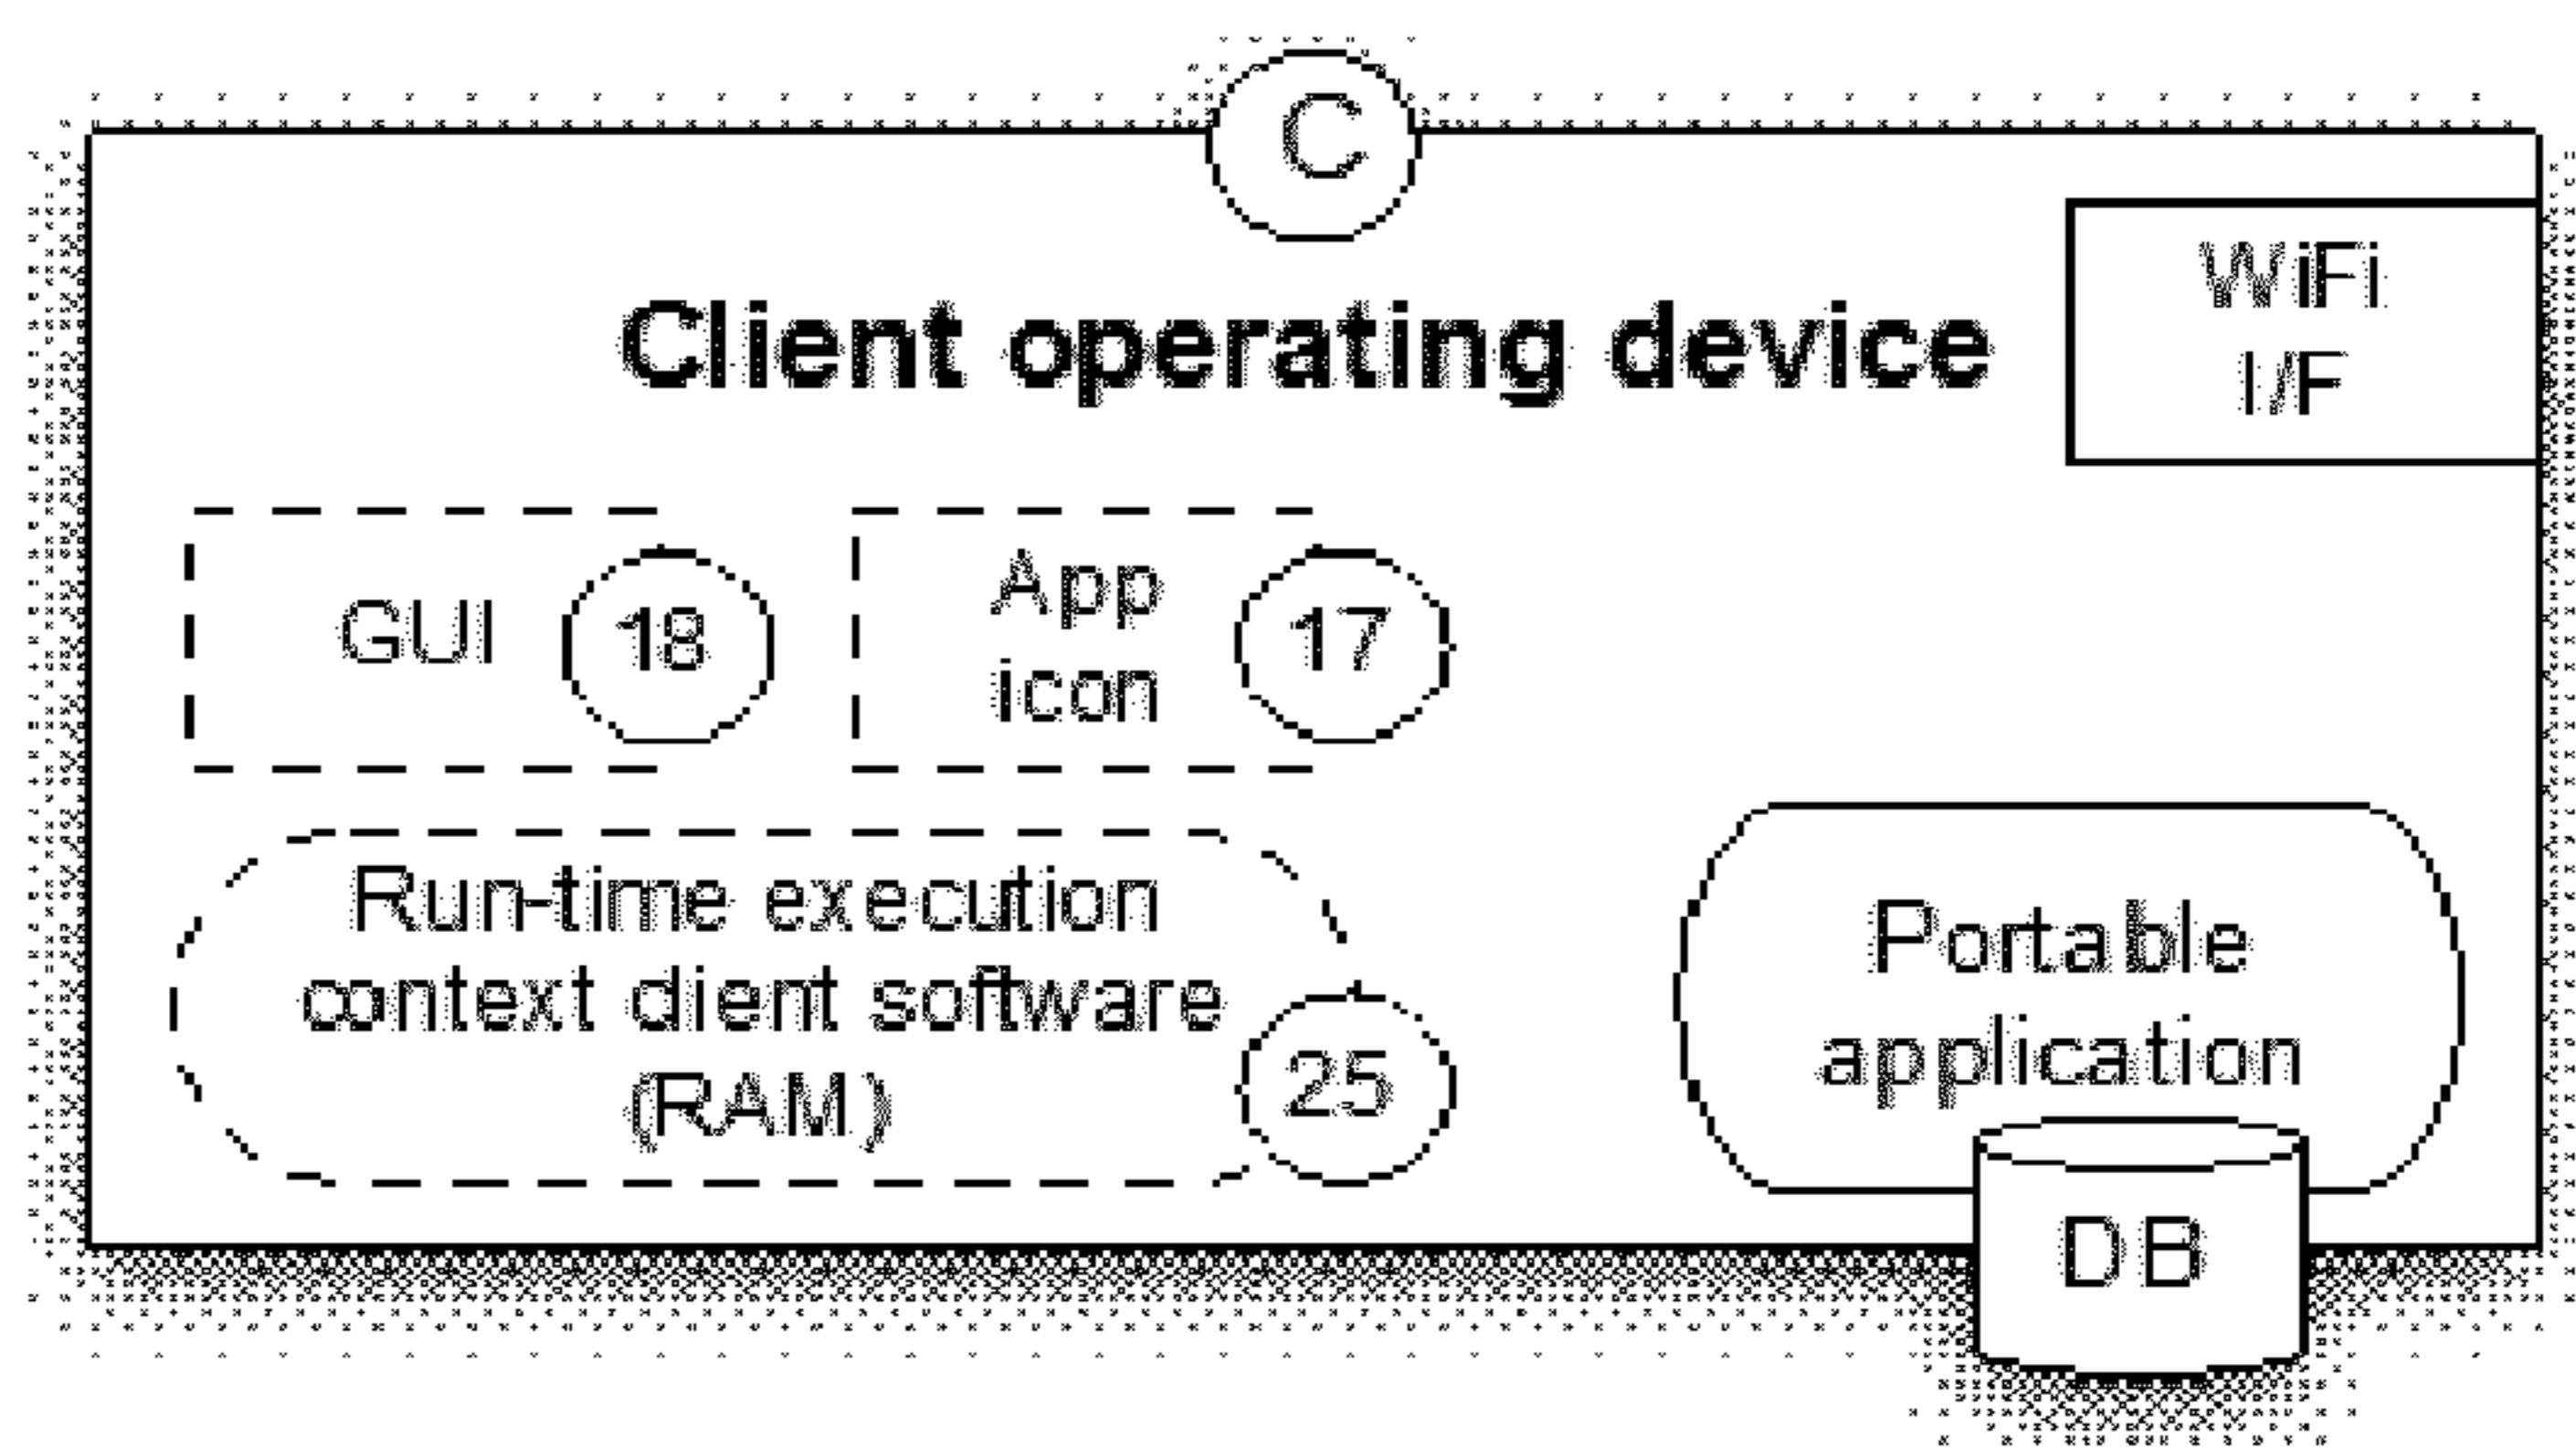 C
Client operating device
WiFi
I/F
GUI
18
App
icon
17
Run-time execution
context client software
(RAM)
25
Portable
application
DB